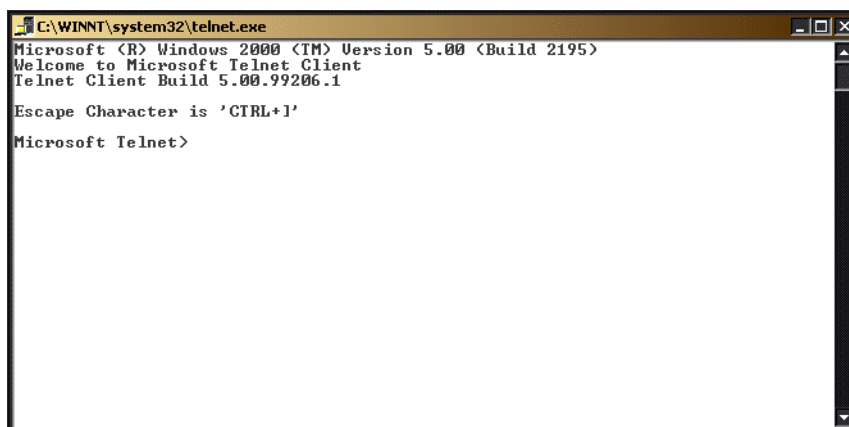 C:\WINNT\system32\telnet.exe
Microsoft (R) Windows 2000 (TM) Version 5.00 (Build 2195)
Welcome to Microsoft Telnet Client
Telnet Client Build 5.00.99206.1
Escape Character is 'CTRL+]'
Microsoft Telnet>